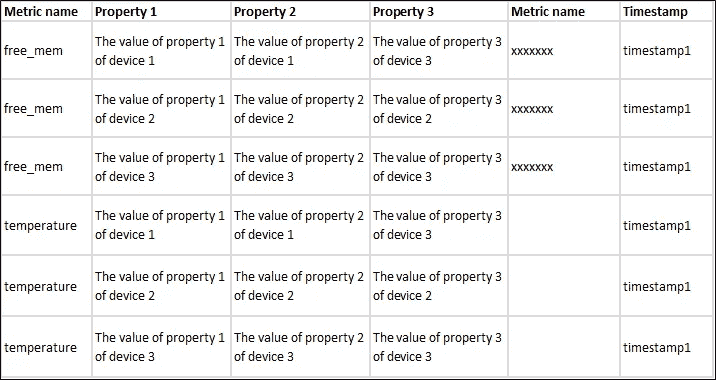 Metric name Property 1 Property 2 Property 3 Metric name Timestamp
free_mem The value of property 1 of device 1 The value of property 2 of device 1 The value of property 3 of device 3 xxxxxxx timestamp1
free_mem The value of property 1 of device 2 The value of property 2 of device 2 The value of property 3 of device 2 xxxxxxx timestamp1
free_mem The value of property 1 of device 3 The value of property 2 of device 3 The value of property 3 of device 3 xxxxxxx timestamp1
temperature The value of property 1 of device 1 The value of property 2 of device 1 The value of property 3 of device 3 timestamp1
temperature The value of property 1 of device 2 The value of property 2 of device 2 The value of property 3 of device 2 timestamp1
temperature The value of property 1 of device 3 The value of property 2 of device 3 The value of property 3 of device 3 timestamp1